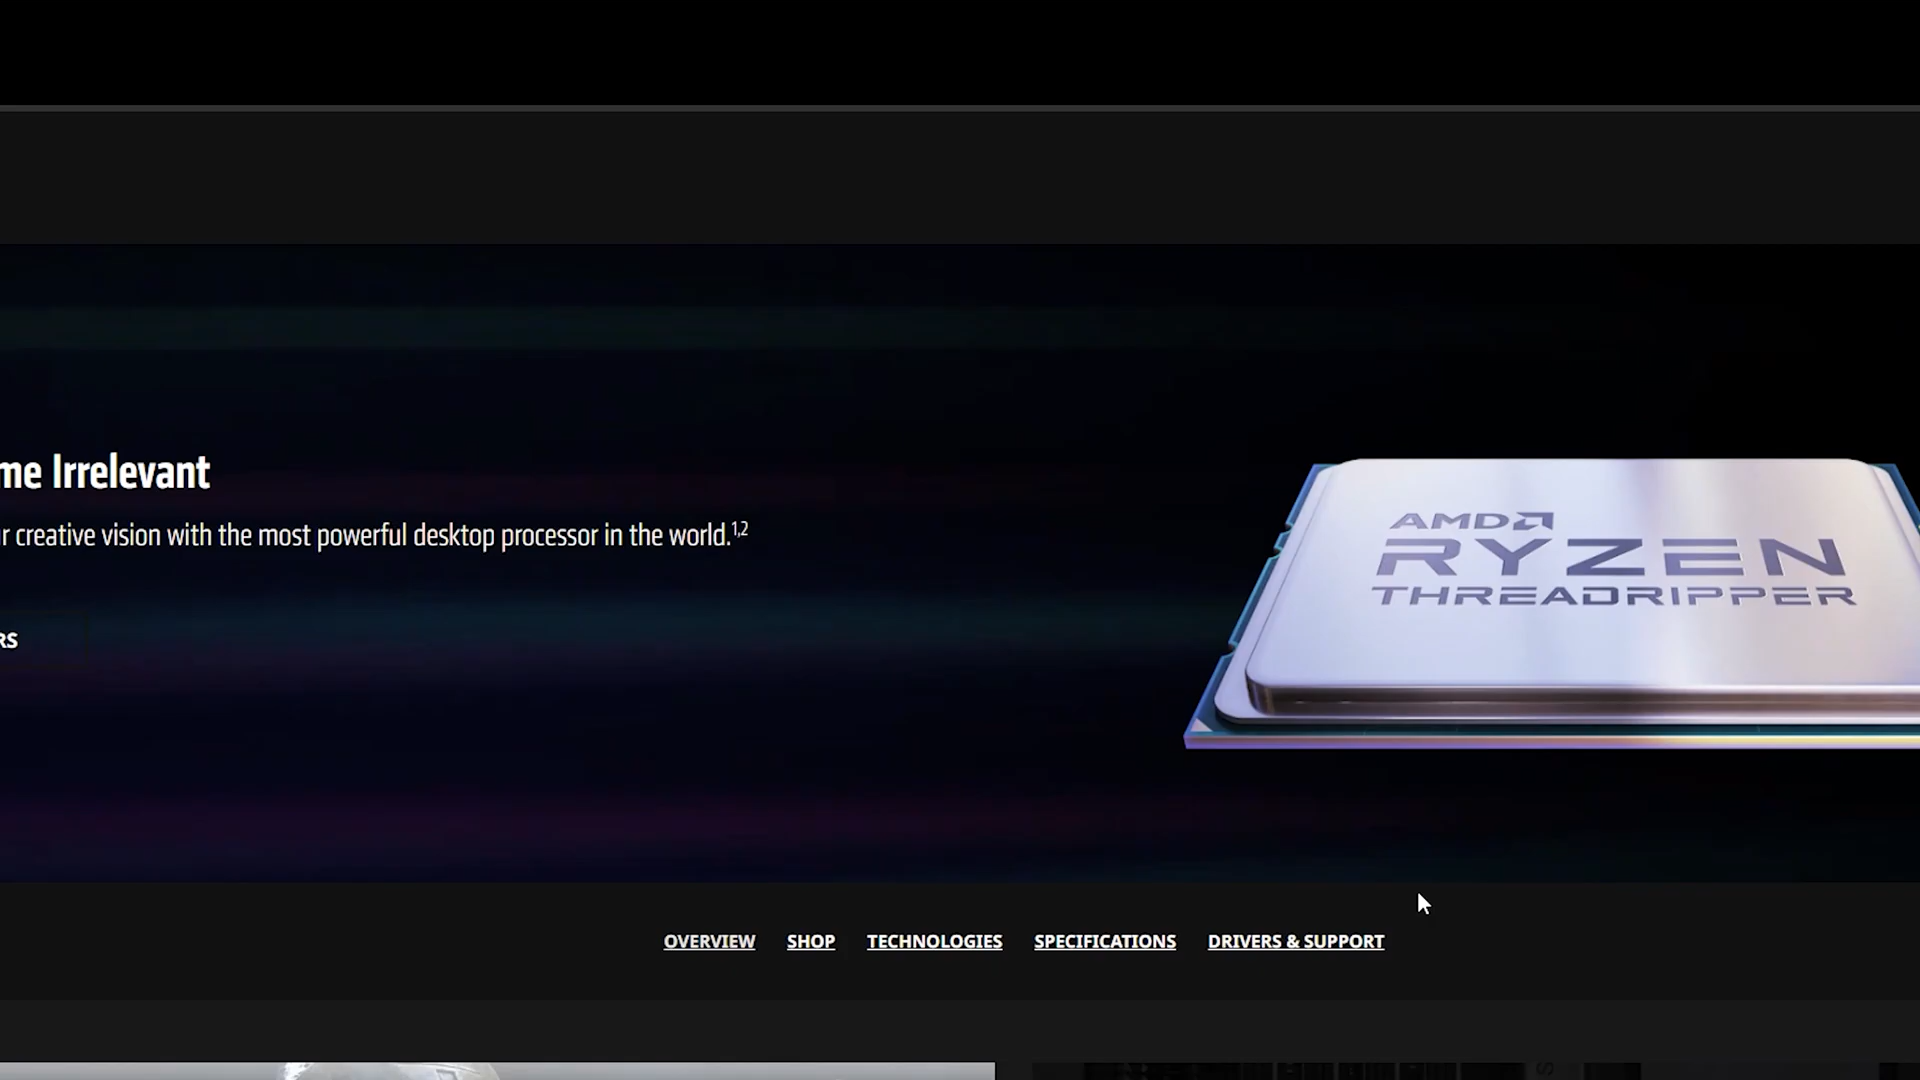 me Irrelevant
r creative vision with the most powerful desktop processor in the world.1,2
RS
AMD
RYZEN
THREADRIPPER
OVERVIEW SHOP TECHNOLOGIES SPECIFICATIONS DRIVERS & SUPPORT